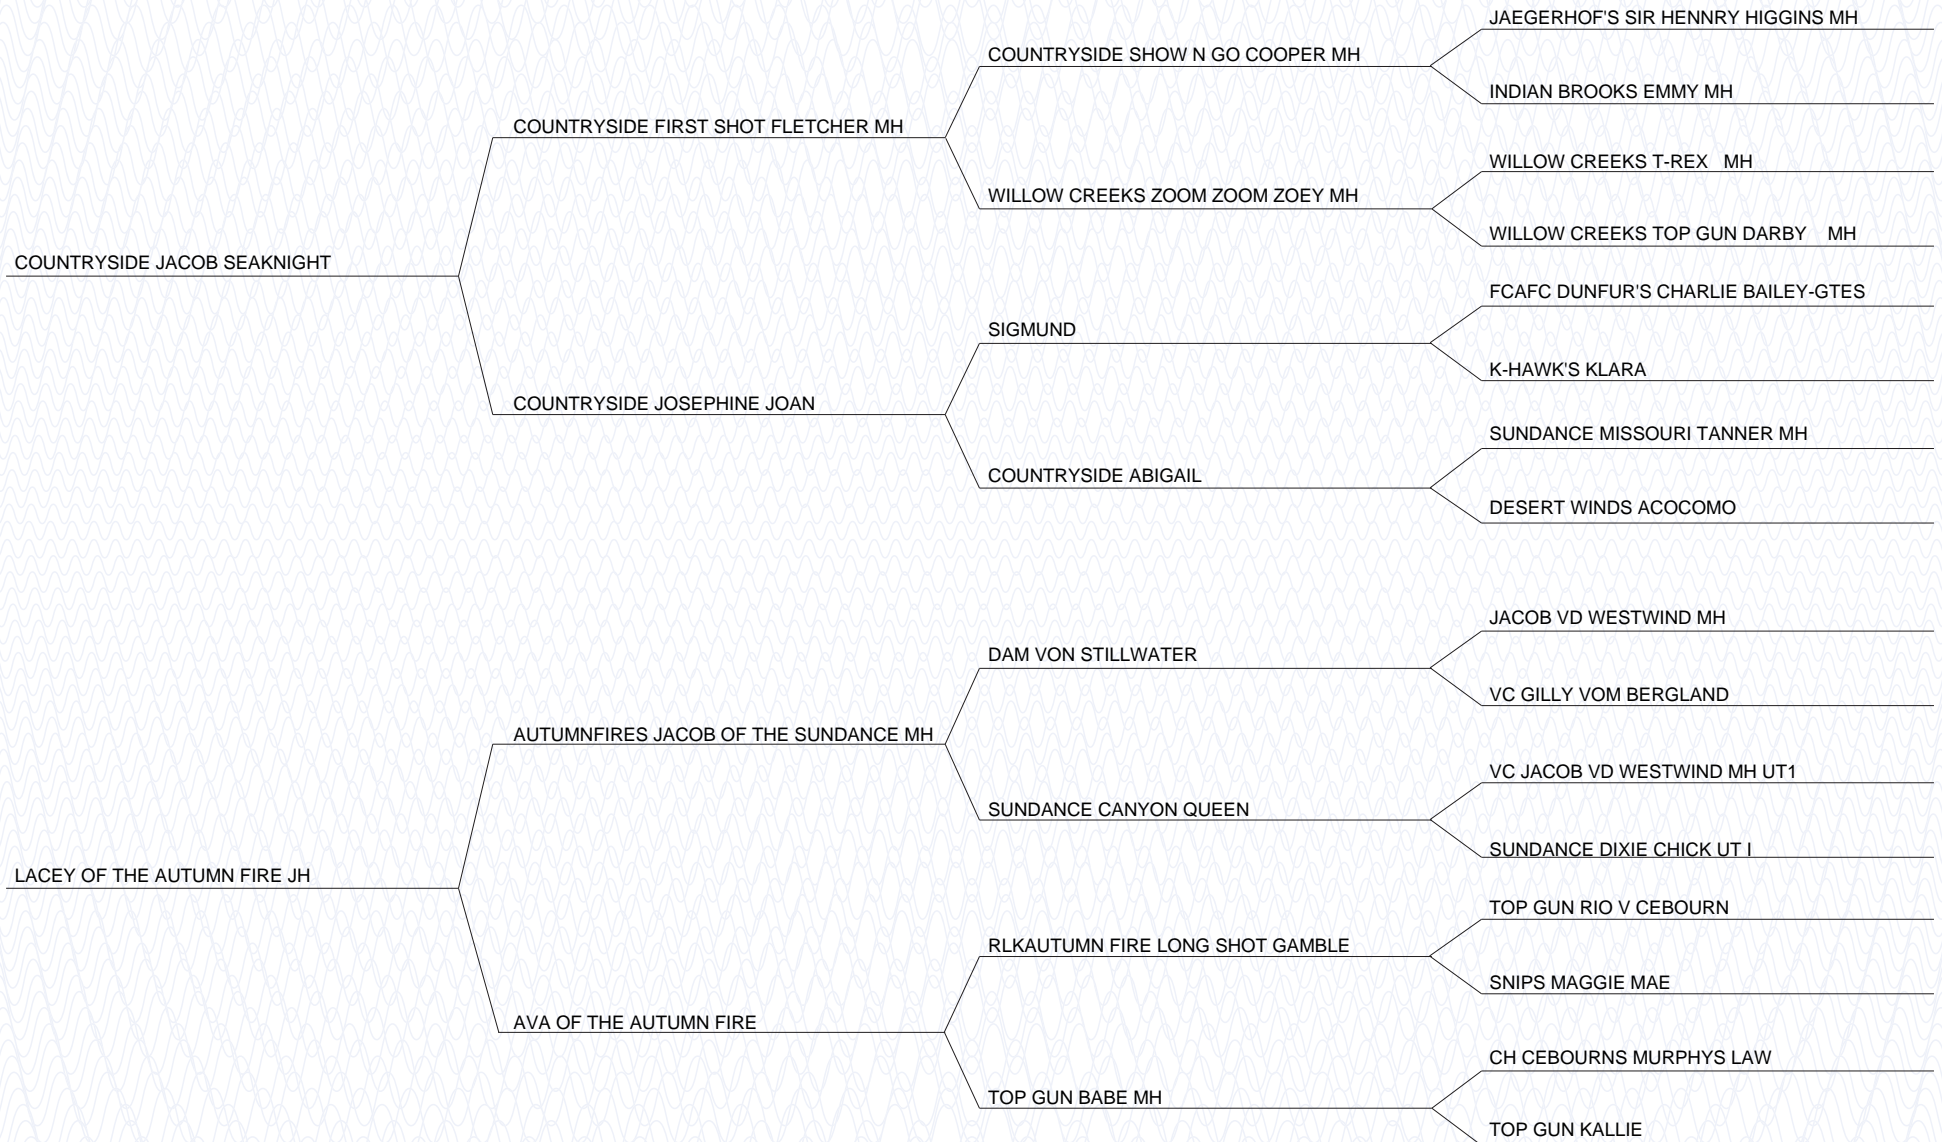 JAEGERHOF'S SIR HENNRY HIGGINS MH
COUNTRYSIDE SHOW N GO COOPER MH
INDIAN BROOKS EMMY MH
COUNTRYSIDE FIRST SHOT FLETCHER MH
WILLOW CREEKS T-REX MH
WILLOW CREEKS ZOOM ZOOM ZOEY MH
WILLOW CREEKS TOP GUN DARBY MH
COUNTRYSIDE JACOB SEAKNIGHT
FCAFC DUNFUR'S CHARLIE BAILEY-GTES
SIGMUND
K-HAWK'S KLARA
COUNTRYSIDE JOSEPHINE JOAN
SUNDANCE MISSOURI TANNER MH
COUNTRYSIDE ABIGAIL
DESERT WINDS ACOCOMO
JACOB VD WESTWIND MH
DAM VON STILLWATER
VC GILLY VOM BERGLAND
AUTUMNFIRES JACOB OF THE SUNDANCE MH
VC JACOB VD WESTWIND MH UT1
SUNDANCE CANYON QUEEN
SUNDANCE DIXIE CHICK UT I
LACEY OF THE AUTUMN FIRE JH
TOP GUN RIO V CEBOURN
RLKAUTUMN FIRE LONG SHOT GAMBLE
SNIPS MAGGIE MAE
AVA OF THE AUTUMN FIRE
CH CEBOURNS MURPHYS LAW
TOP GUN BABE MH
TOP GUN KALLIE